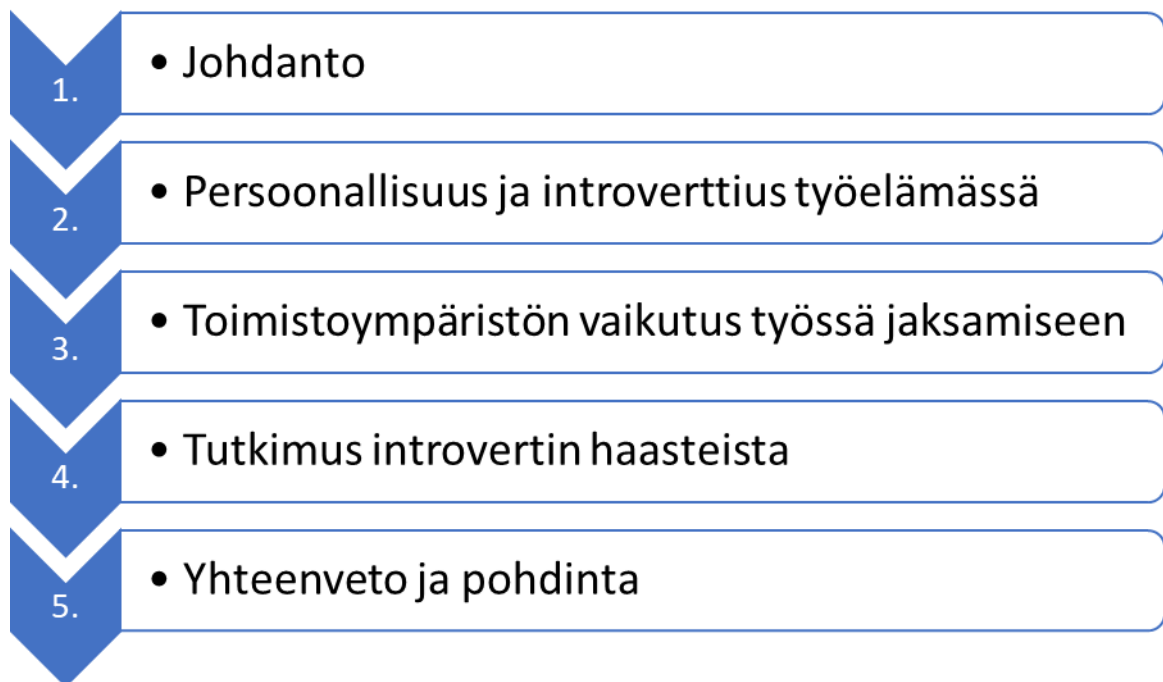 1. • Johdanto
2. • Persoonallisuus ja introverttius työelämässä
3. • Toimistoympäristön vaikutus työssä jaksamiseen
4. • Tutkimus introvertin haasteista
5. • Yhteenveto ja pohdinta